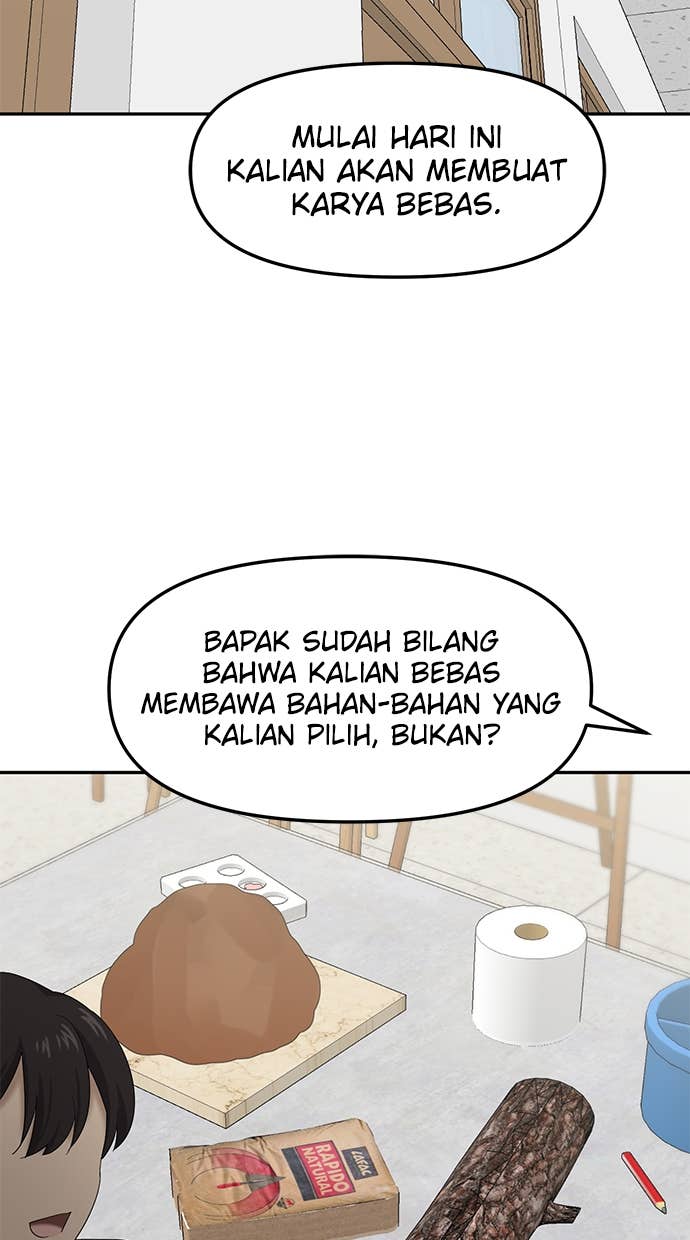 MULAI HARI INI
KALIAN AKAN MEMBUAT
KARYA BEBAS.
BAPAK SUDAH BILANG
BAHWA KALIAN BEBAS
MEMBAWA BAHAN-BAHAN YANG
KALIAN PILIH, BUKAN?
RAPIDO
NATURAL